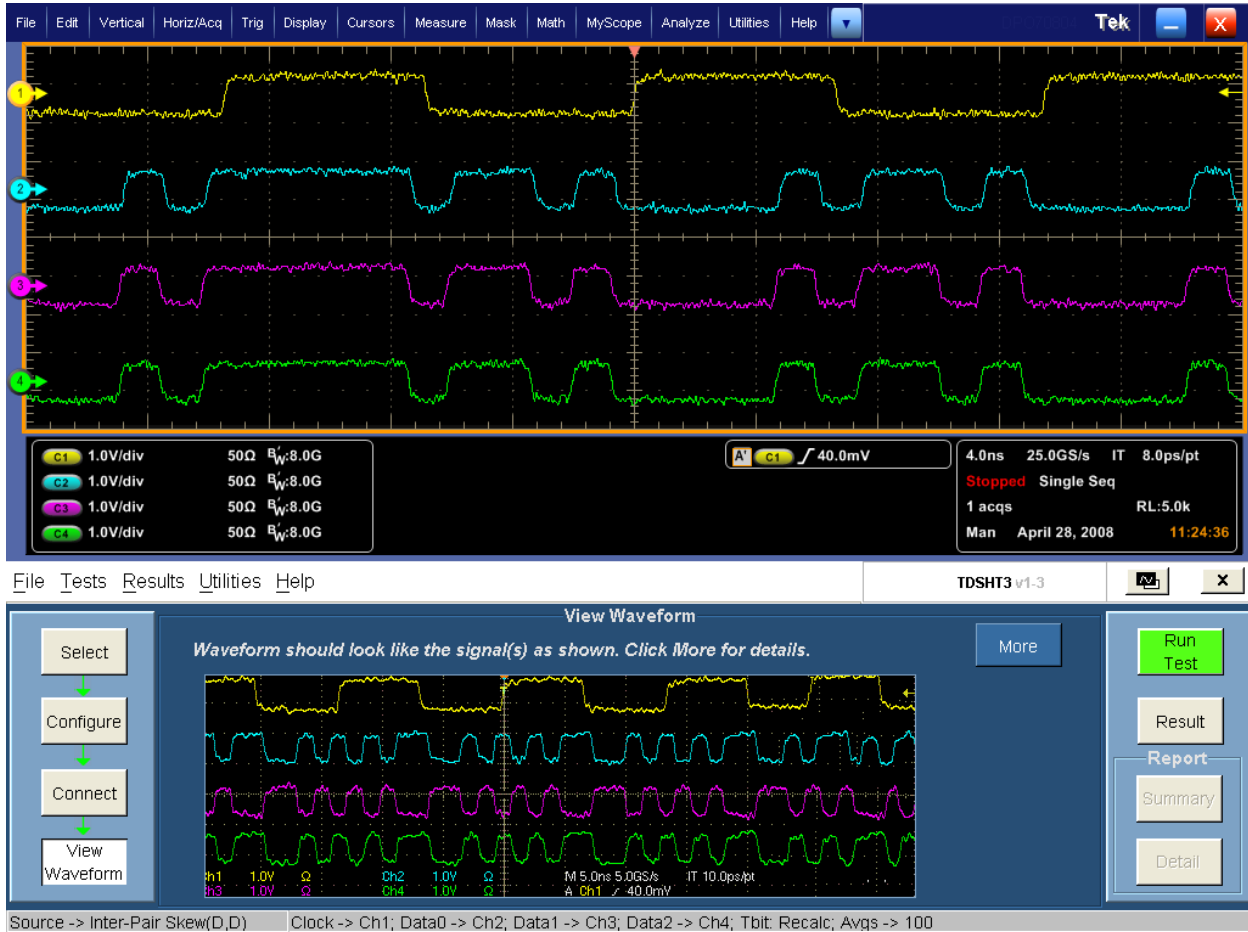 File Edit Vertical Horiz/Acq Trig Display Cursors Measure Mask Math MyScope Analyze Utilities Help Tek X
1
2
3
4
C1 1.0V/div 50Ω BW:8.0G
C2 1.0V/div 50Ω BW:8.0G
C3 1.0V/div 50Ω BW:8.0G
C4 1.0V/div 50Ω BW:8.0G
A' C1 40.0mV
4.0ns 25.0GS/s IT 8.0ps/pt
Stopped Single Seq
1 acqs RL:5.0k
Man April 28, 2008 11:24:36
File Tests Results Utilities Help TDSHT3 v1-3 x
View Waveform
Select
Configure
Connect
View
Waveform
Waveform should look like the signal(s) as shown. Click More for details.
More
Ch1 1.0V Ω Ch2 1.0V Ω M 5.0ns 5.0GS/s IT 10.0ps/pt
Ch3 1.0V Ω Ch4 1.0V Ω A Ch1 40.0mV
Run
Test
Result
Report
Summary
Detail
Source -> Inter-Pair Skew(D,D) Clock -> Ch1; Data0 -> Ch2; Data1 -> Ch3; Data2 -> Ch4; Tbit: Recalc; Avgs -> 100